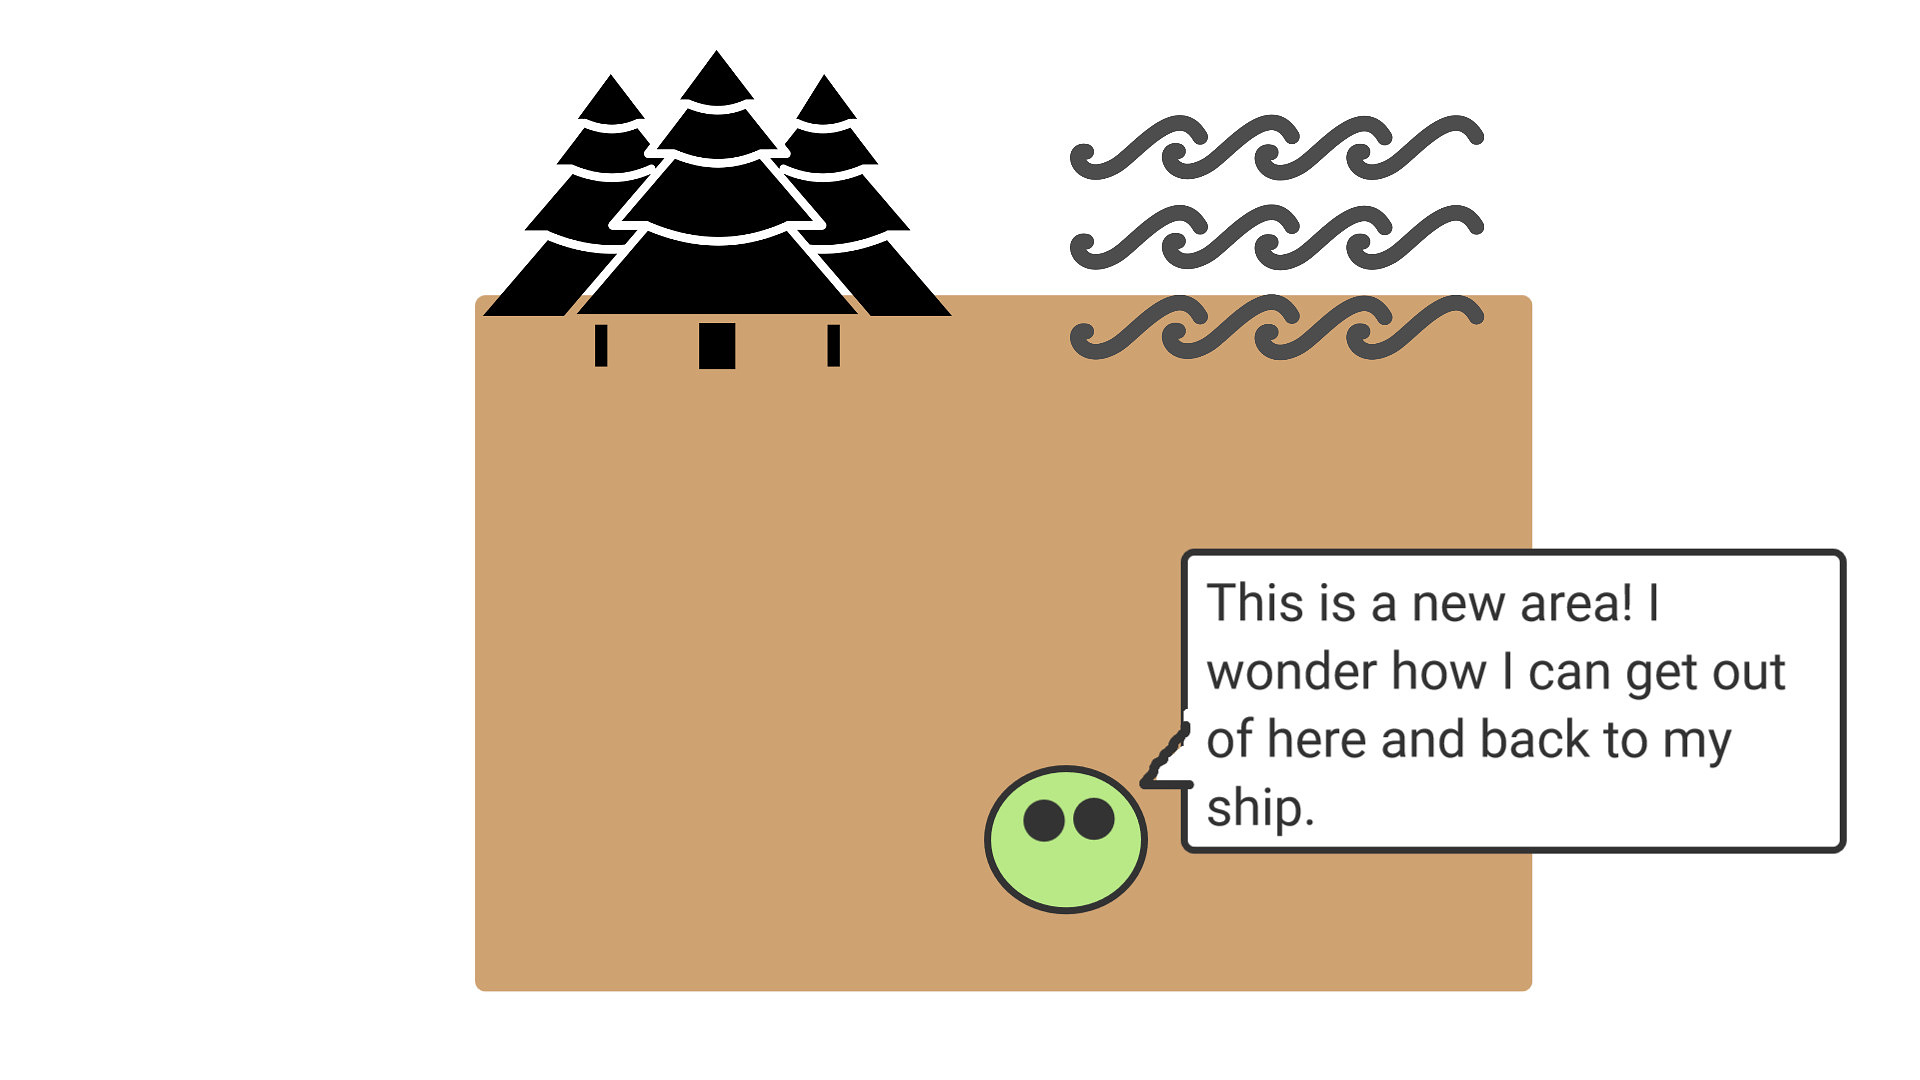 This is a new area! I
wonder how I can get out
of here and back to my
ship.